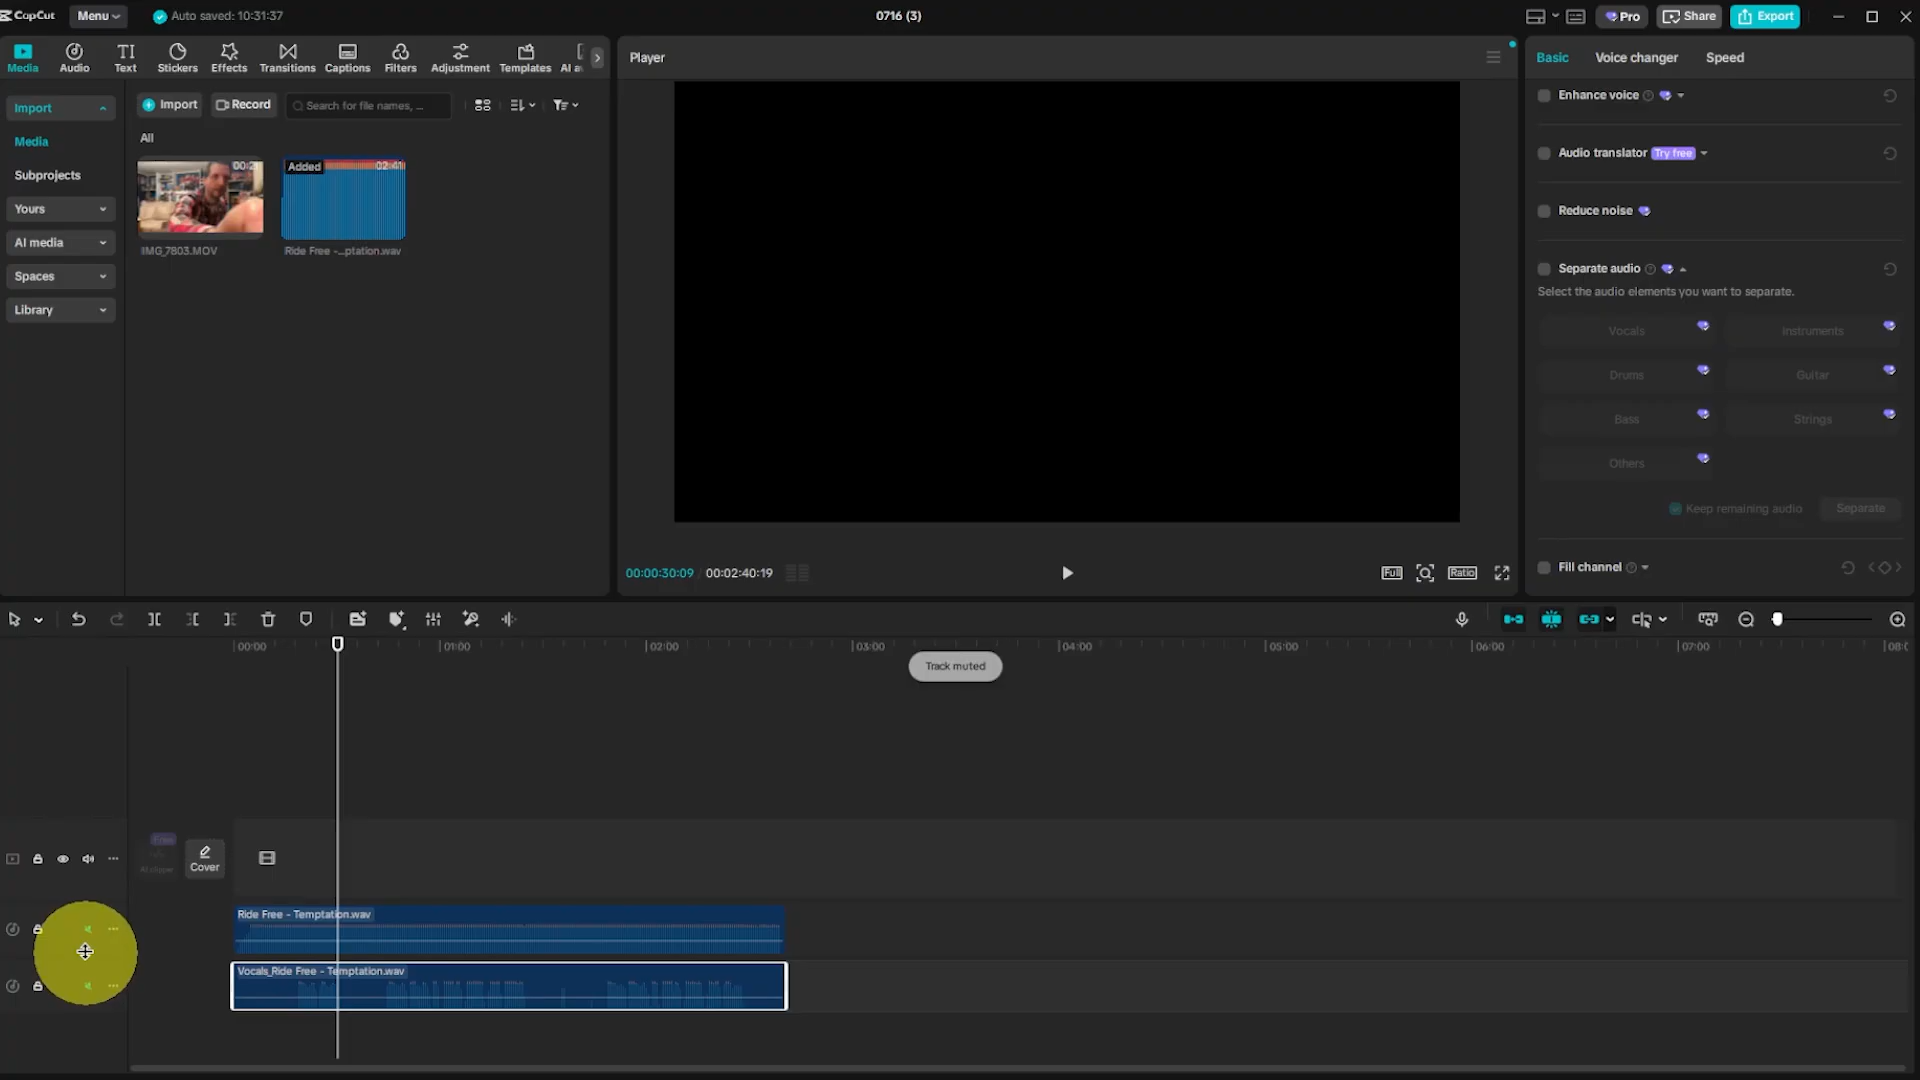 CapCut
Menu
Auto saved: 10:31:37
0716 (3)
Pro
Share
Export
Media
Audio
Text
Stickers
Effects
Transitions
Captions
Filters
Adjustment
Templates
Player
Basic
Voice changer
Speed
Import
Media
Subprojects
Yours
AI media
Spaces
Library
Import
Record
Search for file names, ...
All
IMG_7803.MOV
Added
02:41
Ride Free -...ptation.wav
Enhance voice
Audio translator Try free
Reduce noise
Separate audio
Select the audio elements you want to separate.
Vocals
Instruments
Drums
Guitar
Bass
Strings
Others
Keep remaining audio
Separate
Fill channel
00:00:30:09
00:02:40:19
Full
Ratio
00:00
01:00
02:00
03:00
04:00
05:00
06:00
07:00
Track muted
Free
AI clipper
Cover
Ride Free - Temptation.wav
Vocals_Ride Free - Temptation.wav